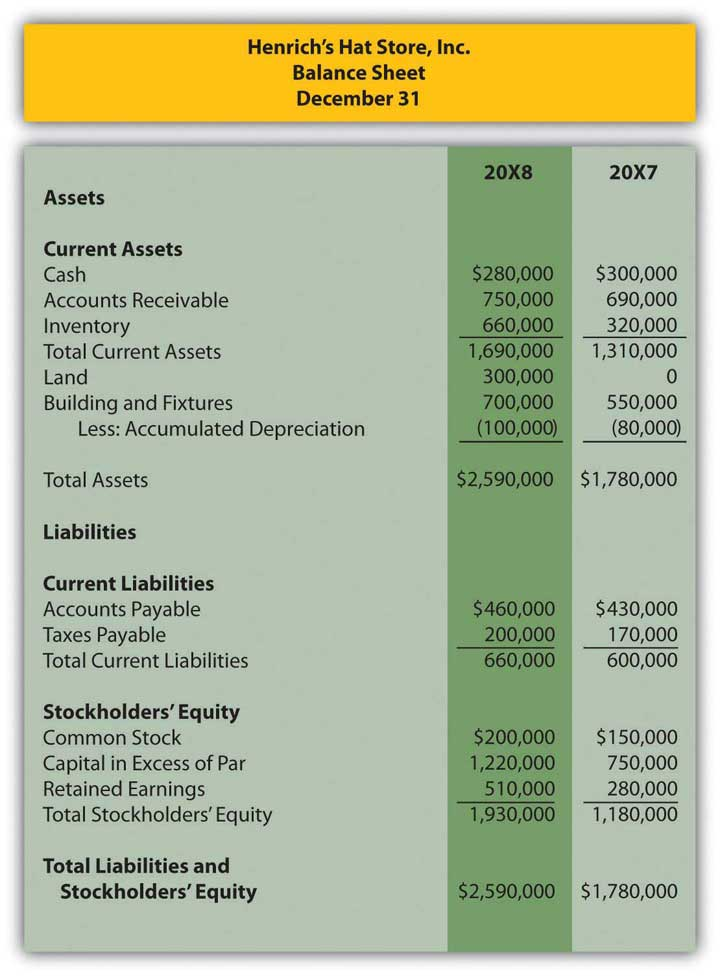 Henrich's Hat Store, Inc.
Balance Sheet
December 31
20X8 20X7
Assets
Current Assets
Cash $280,000 $300,000
Accounts Receivable 750,000 690,000
Inventory 660,000 320,000
Total Current Assets 1,690,000 1,310,000
Land 300,000 0
Building and Fixtures 700,000 550,000
Less: Accumulated Depreciation (100,000) (80,000)
Total Assets $2,590,000 $1,780,000
Liabilities
Current Liabilities
Accounts Payable $460,000 $430,000
Taxes Payable 200,000 170,000
Total Current Liabilities 660,000 600,000
Stockholders' Equity
Common Stock $200,000 $150,000
Capital in Excess of Par 1,220,000 750,000
Retained Earnings 510,000 280,000
Total Stockholders' Equity 1,930,000 1,180,000
Total Liabilities and
Stockholders' Equity $2,590,000 $1,780,000